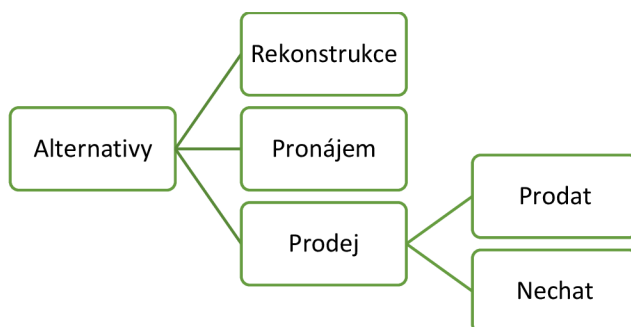 Alternativy
Rekonstrukce
Pronájem
Prodej
Prodat
Nechat